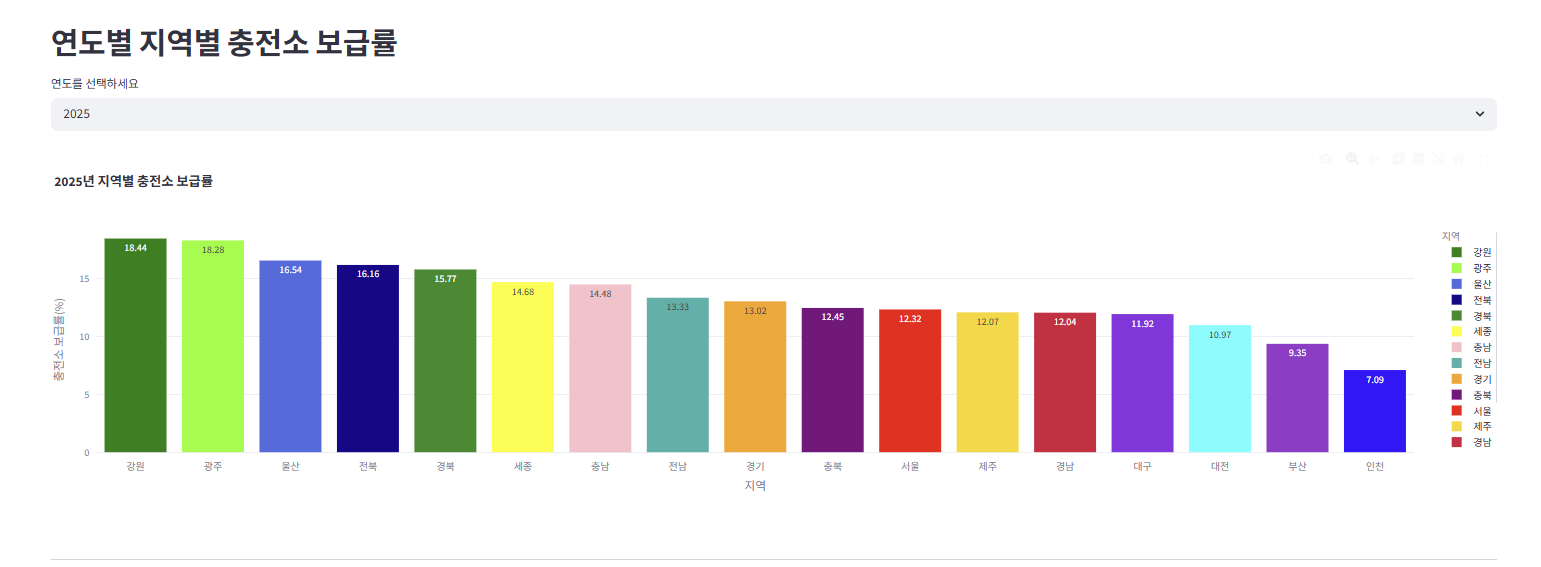 연도별 지역별 충전소 보급률
연도를 선택하세요
2025
2025년 지역별 충전소 보급률
충전소 보급률(%)
15
10
5
0
18.44
18.28
16.54
16.16
15.77
14.68
14.48
13.33
13.02
12.45
12.32
12.07
12.04
11.92
10.97
9.35
7.09
강원 광주 울산 전북 경북 세종 충남 전남 경기 충북 서울 제주 경남 대구 대전 부산 인천
지역
지역
강원
광주
울산
전북
경북
세종
충남
전남
경기
충북
서울
제주
경남